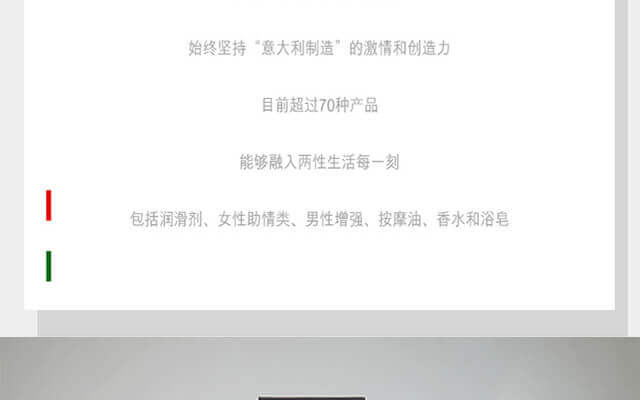 始终坚持“意大利制造”的激情和创造力
目前超过70种产品
能够融入两性生活每一刻
包括润滑剂、女性助情类、男性增强、按摩油、香水和浴皂